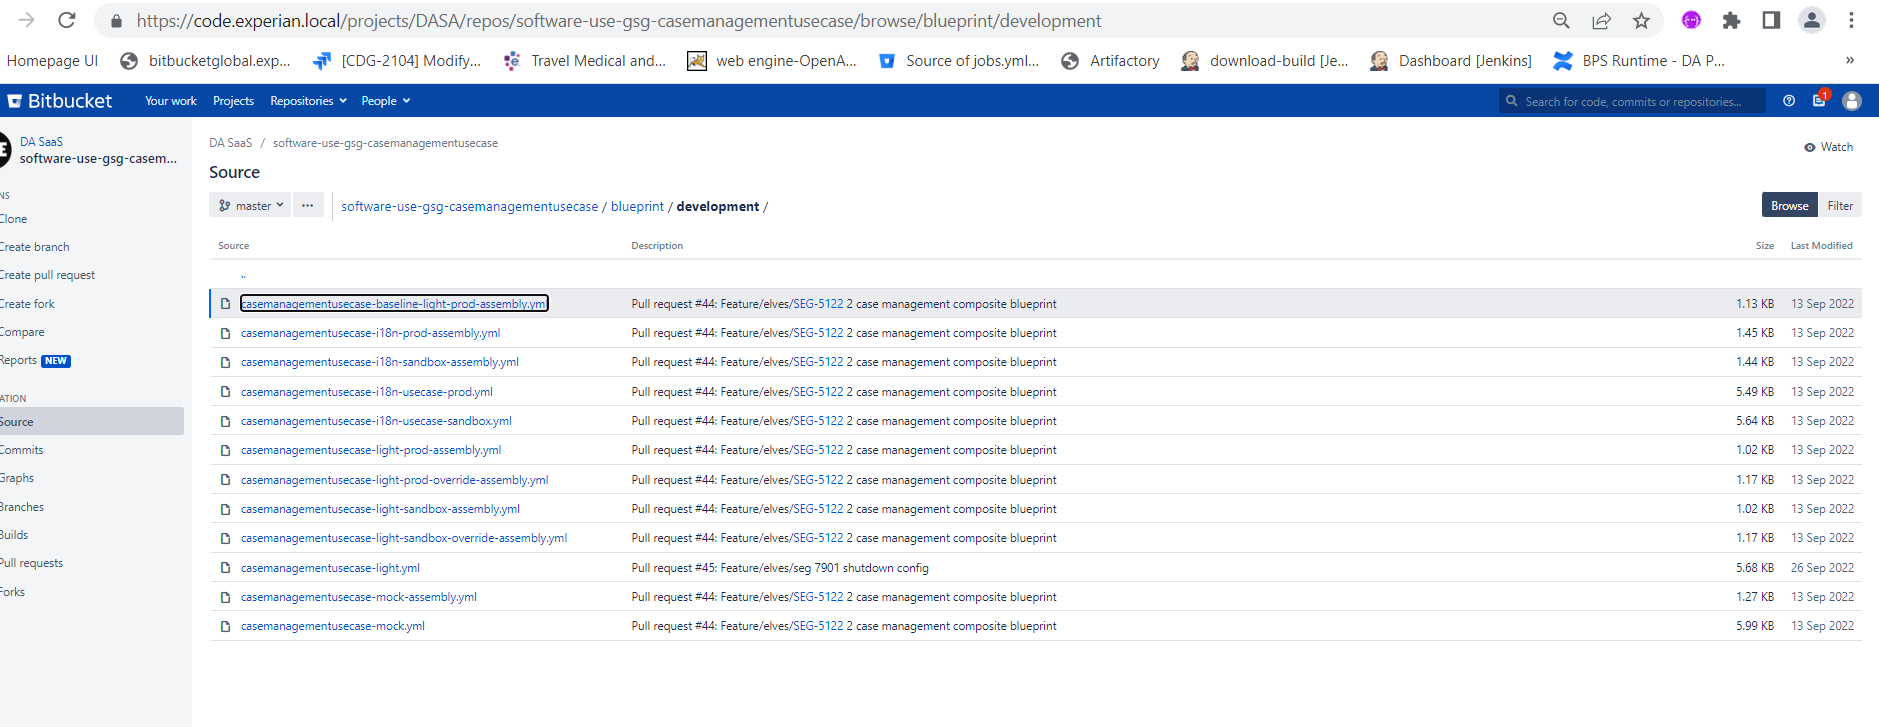 https://code.experian.local/projects/DASA/repos/software-use-gsg-casemanagementusecase/browse/blueprint/development
Homepage UI bitbucketglobal.exp... [CDG-2104] Modify... Travel Medical and... web engine-OpenA... Source of jobs.yml... Artifactory download-build [Je... Dashboard [Jenkins] BPS Runtime - DA P... »
Bitbucket Your work Projects Repositories People Search for code, commits or repositories... 1
DA SaaS
software-use-gsg-casem...
NS
Clone
Create branch
Create pull request
Create fork
Compare
Reports NEW
ATION
Source
Commits
Graphs
Branches
Builds
Pull requests
Forks
DA SaaS / software-use-gsg-casemanagementusecase
Watch
Source
master ··· software-use-gsg-casemanagementusecase / blueprint / development /
Browse Filter
Source Description Size Last Modified
..
casemanagementusecase-baseline-light-prod-assembly.yml Pull request #44: Feature/elves/SEG-5122 2 case management composite blueprint 1.13 KB 13 Sep 2022
casemanagementusecase-i18n-prod-assembly.yml Pull request #44: Feature/elves/SEG-5122 2 case management composite blueprint 1.45 KB 13 Sep 2022
casemanagementusecase-i18n-sandbox-assembly.yml Pull request #44: Feature/elves/SEG-5122 2 case management composite blueprint 1.44 KB 13 Sep 2022
casemanagementusecase-i18n-usecase-prod.yml Pull request #44: Feature/elves/SEG-5122 2 case management composite blueprint 5.49 KB 13 Sep 2022
casemanagementusecase-i18n-usecase-sandbox.yml Pull request #44: Feature/elves/SEG-5122 2 case management composite blueprint 5.64 KB 13 Sep 2022
casemanagementusecase-light-prod-assembly.yml Pull request #44: Feature/elves/SEG-5122 2 case management composite blueprint 1.02 KB 13 Sep 2022
casemanagementusecase-light-prod-override-assembly.yml Pull request #44: Feature/elves/SEG-5122 2 case management composite blueprint 1.17 KB 13 Sep 2022
casemanagementusecase-light-sandbox-assembly.yml Pull request #44: Feature/elves/SEG-5122 2 case management composite blueprint 1.02 KB 13 Sep 2022
casemanagementusecase-light-sandbox-override-assembly.yml Pull request #44: Feature/elves/SEG-5122 2 case management composite blueprint 1.17 KB 13 Sep 2022
casemanagementusecase-light.yml Pull request #45: Feature/elves/seg 7901 shutdown config 5.68 KB 26 Sep 2022
casemanagementusecase-mock-assembly.yml Pull request #44: Feature/elves/SEG-5122 2 case management composite blueprint 1.27 KB 13 Sep 2022
casemanagementusecase-mock.yml Pull request #44: Feature/elves/SEG-5122 2 case management composite blueprint 5.99 KB 13 Sep 2022